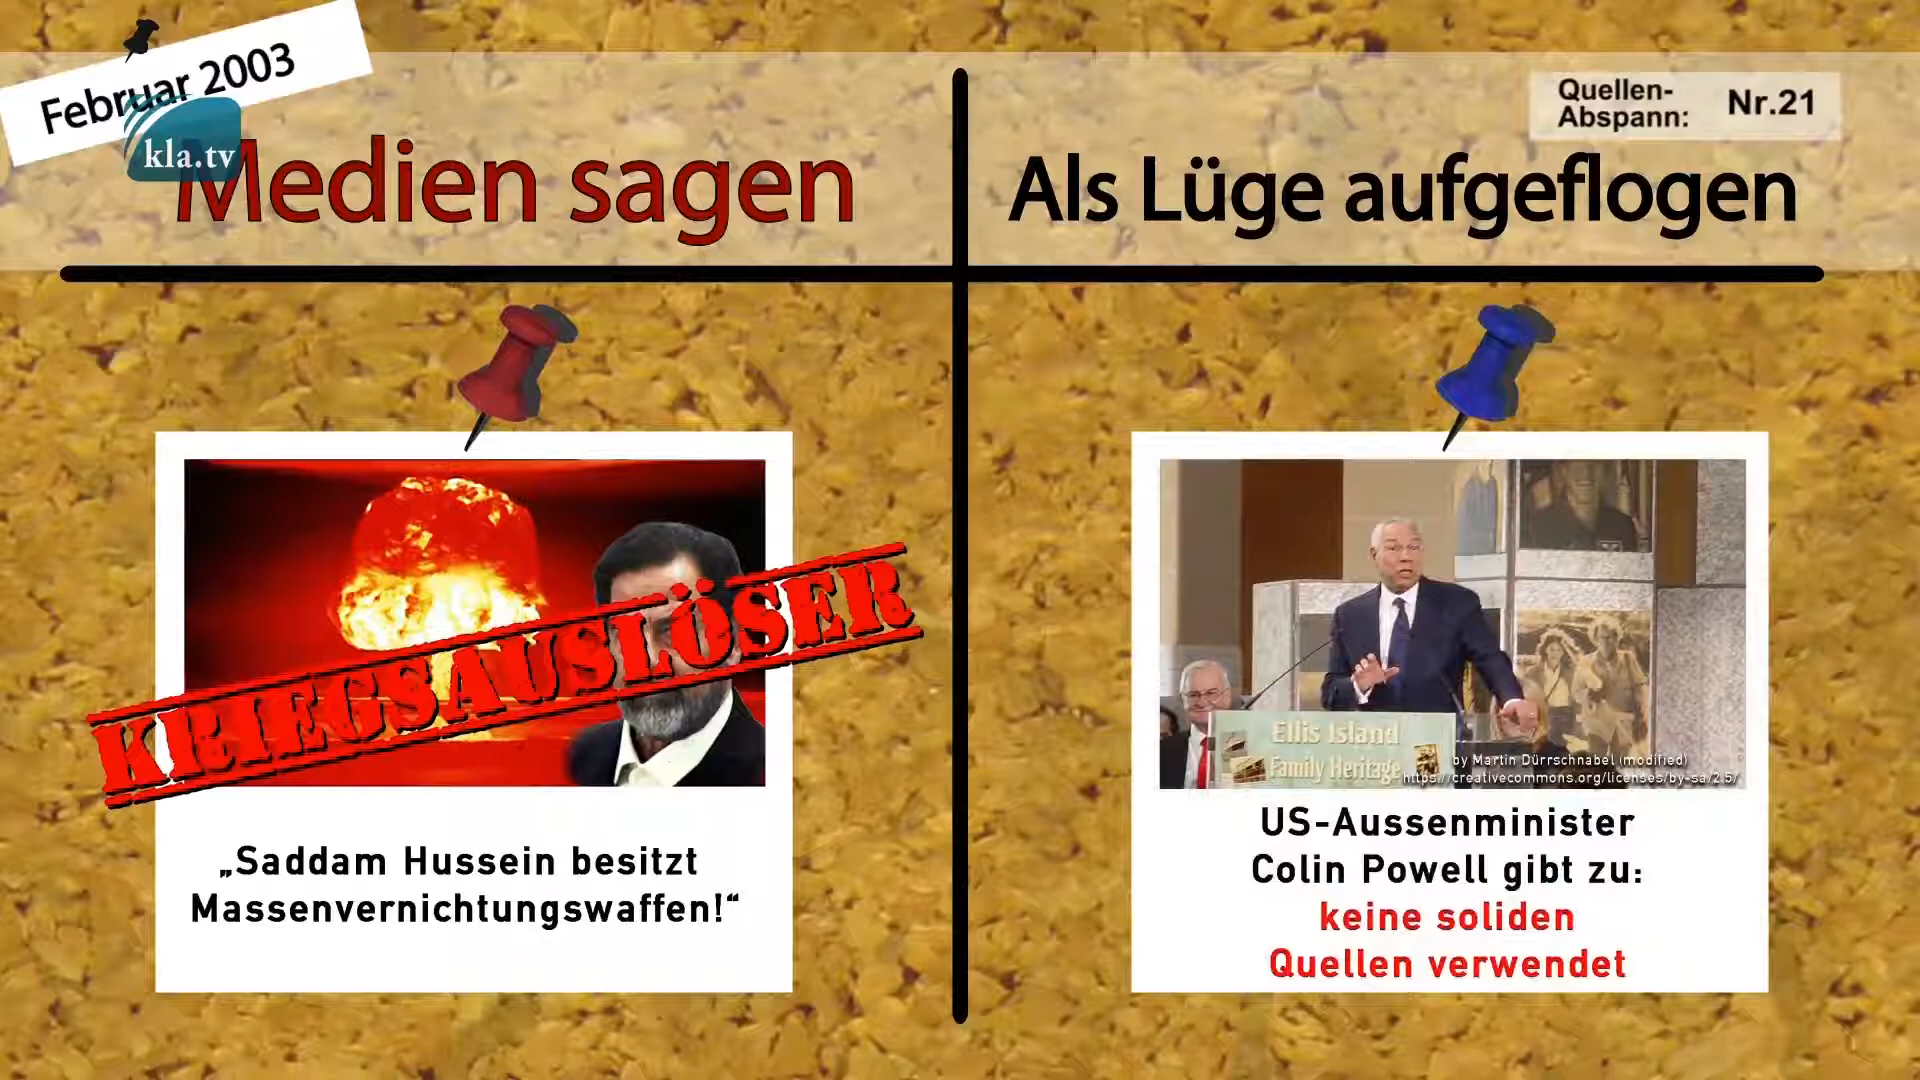 Februar 2003
kla.tv
Medien sagen
Quellen-
Abspann:
Nr.21
Als Lüge aufgeflogen
KRIEGSAUSLÖSER
„Saddam Hussein besitzt
Massenvernichtungswaffen!“
Ellis Island
Family Heritage
by Martin Dürrschnabel (modified)
https://creativecommons.org/licenses/by-sa/2.5/
US-Aussenminister
Colin Powell gibt zu:
keine soliden
Quellen verwendet